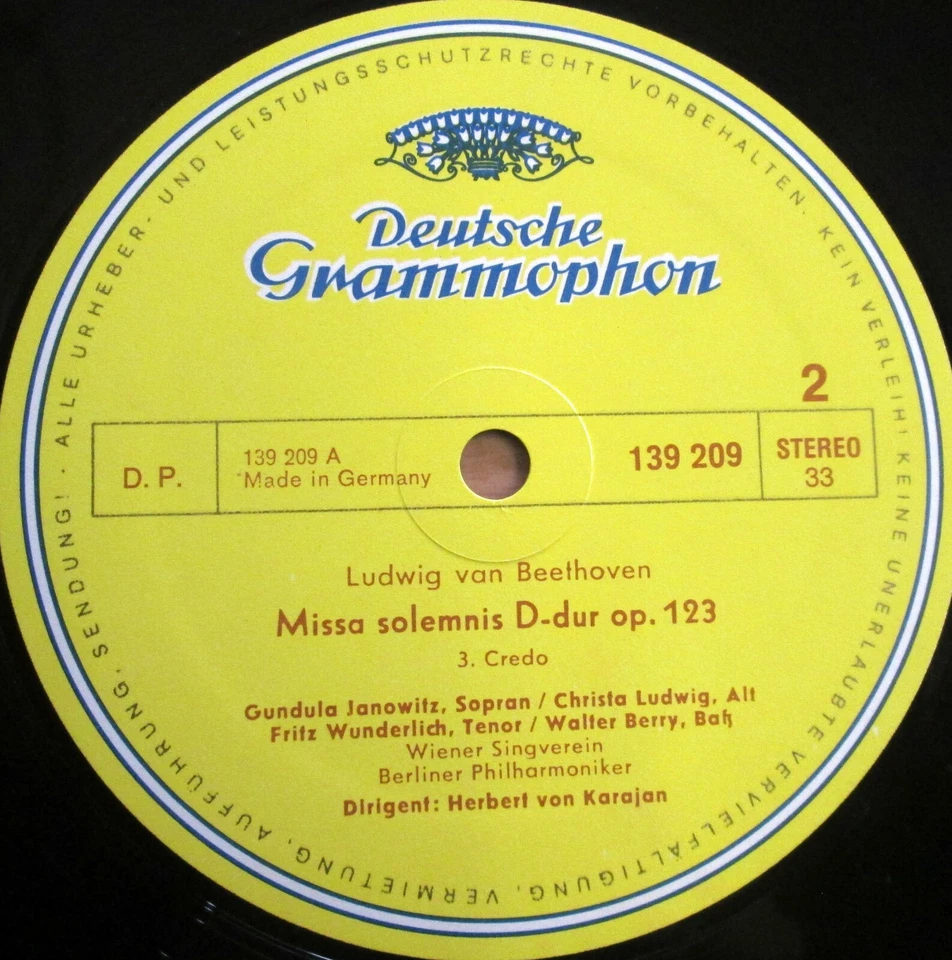 Deutsche
Grammophon
2
D. P.
139 209 A
Made in Germany
139 209
STEREO
33
Ludwig van Beethoven
Missa solemnis D-dur op. 123
3. Credo
Gundula Janowitz, Sopran / Christa Ludwig, Alt
Fritz Wunderlich, Tenor / Walter Berry, Baß
Wiener Singverein
Berliner Philharmoniker
Dirigent: Herbert von Karajan
ALLE URHEBER- UND LEISTUNGSSCHUTZRECHTE VORBEHALTEN. KEIN VERLEIH! KEINE UNERLAUBTE VERVIELFÄLTIGUNG, VERMIETUNG, AUFFÜHRUNG, SENDUNG! ·